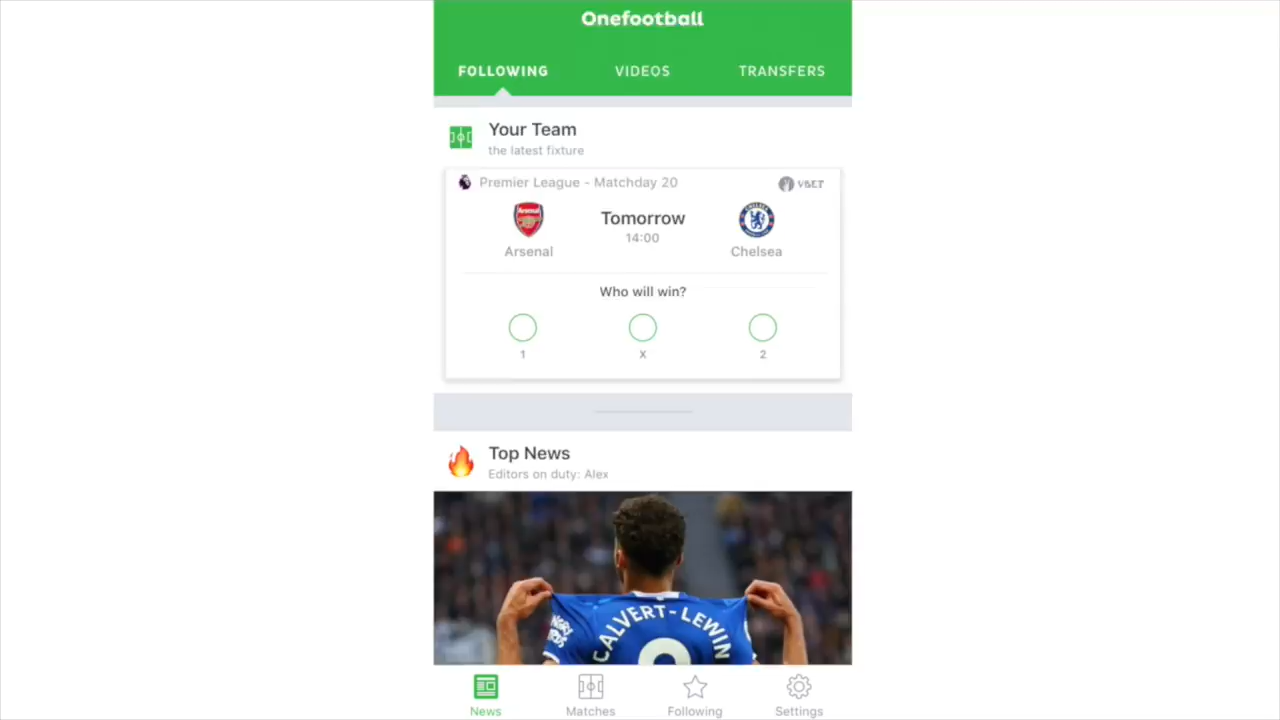 Onefootball
FOLLOWING VIDEOS TRANSFERS
Your Team
the latest fixture
Premier League - Matchday 20 VBET
Tomorrow
14:00
Arsenal Chelsea
Who will win?
1 X 2
Top News
Editors on duty: Alex
CALVERT-LEWIN
News Matches Following Settings